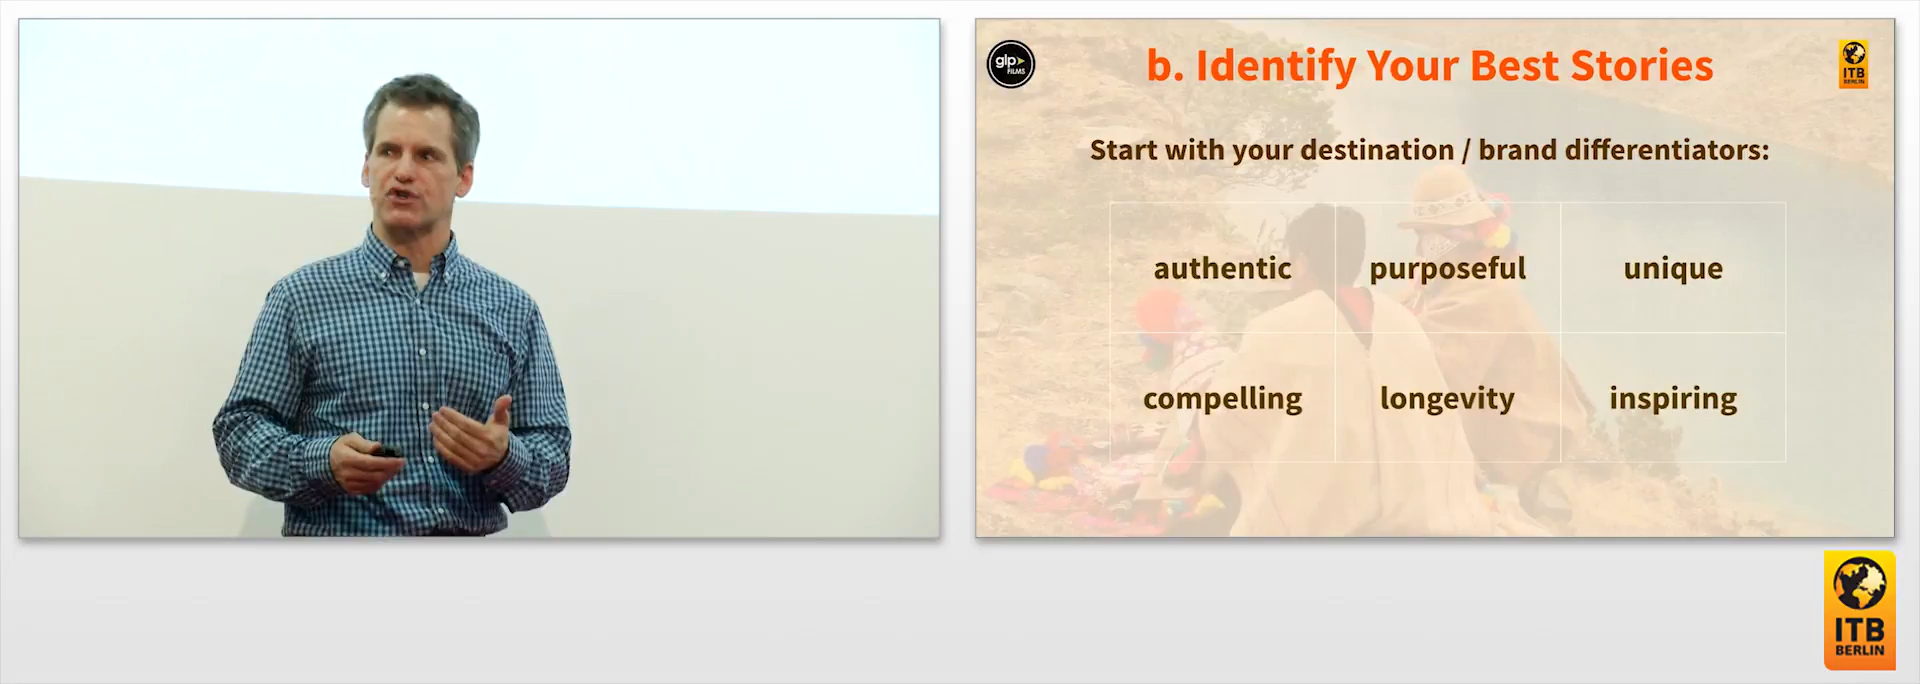 glp
FILMS
b. Identify Your Best Stories
ITB
BERLIN
Start with your destination / brand differentiators:
authentic
purposeful
unique
compelling
longevity
inspiring
ITB
BERLIN